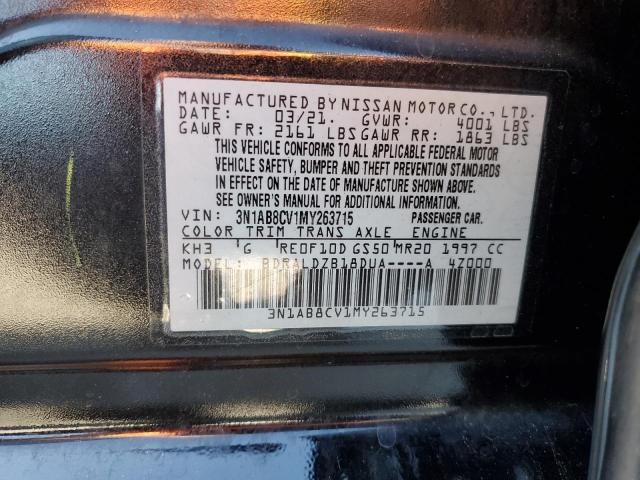 MANUFACTURED BY NISSAN MOTOR CO., LTD.
DATE: 03/21. GVWR: 4001 LBS
GAWR FR: 2161 LBS GAWR RR: 1863 LBS
THIS VEHICLE CONFORMS TO ALL APPLICABLE FEDERAL MOTOR
VEHICLE SAFETY, BUMPER AND THEFT PREVENTION STANDARDS
IN EFFECT ON THE DATE OF MANUFACTURE SHOWN ABOVE.
SEE OWNER'S MANUAL FOR ADDITIONAL INFORMATION.
VIN: 3N1AB8CV1MY263715 PASSENGER CAR.
COLOR TRIM TRANS AXLE ENGINE
KH3 G RE0F10D GS50 MR20 1997 CC
MODEL: BDRALDZB18DUA----A 4Z000
3N1AB8CV1MY263715